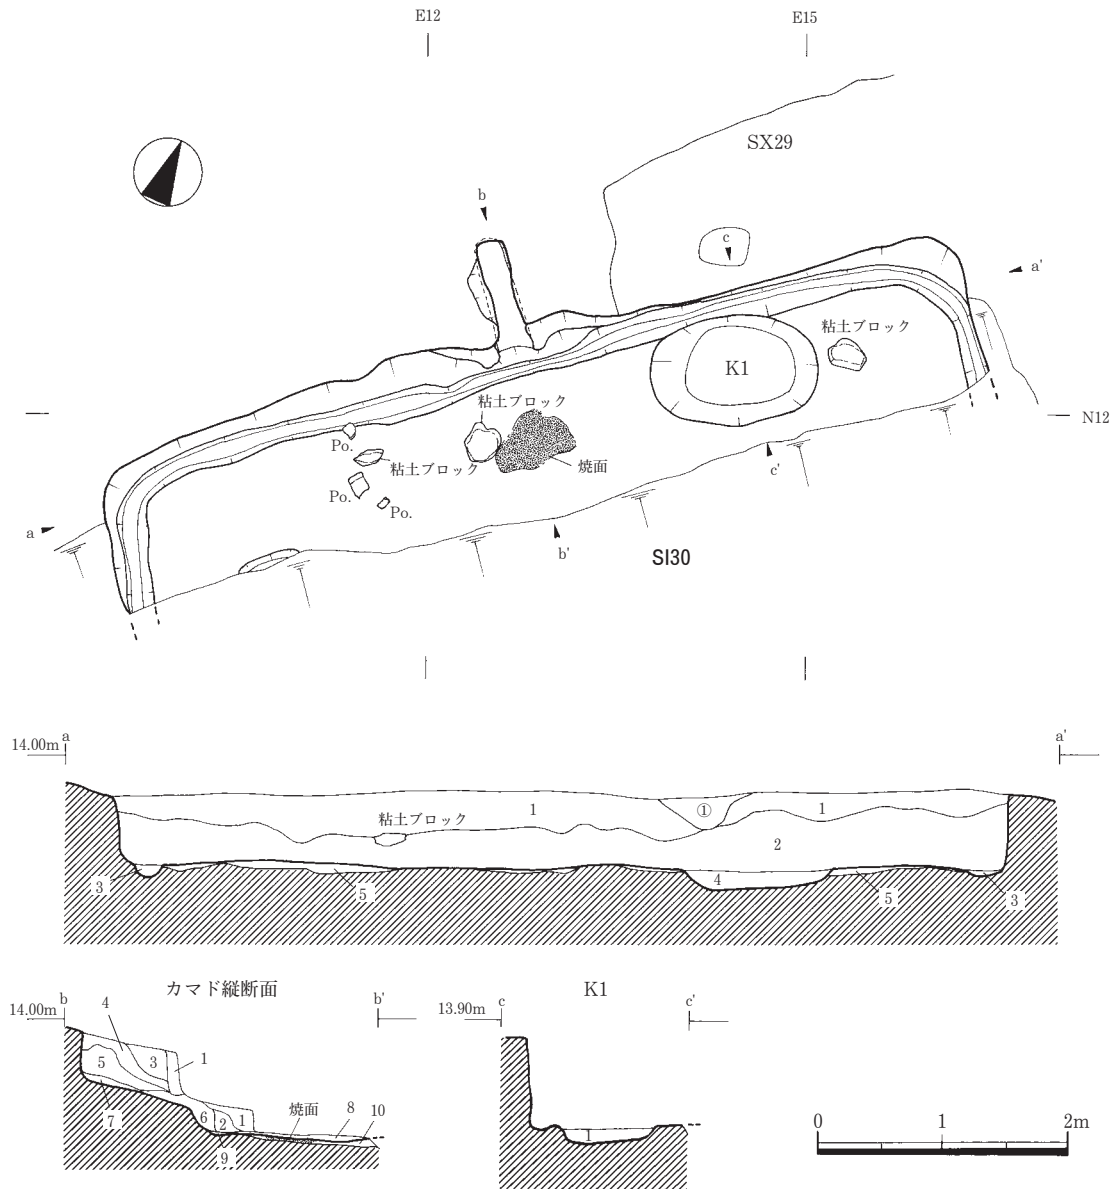 E12
E15
SX29
b
c
a'
粘土ブロック
K1
粘土ブロック
N12
Po.
粘土ブロック
焼面
c'
Po.
Po.
a
b'
SI30
14.00m
a
a'
1
①
1
粘土ブロック
2
3
5
4
5
3
カマド縦断面
K1
14.00m
b
b'
13.90m
c
c'
4
5
3
1
7
6
2
1
焼面
8
10
9
1
0
1
2m